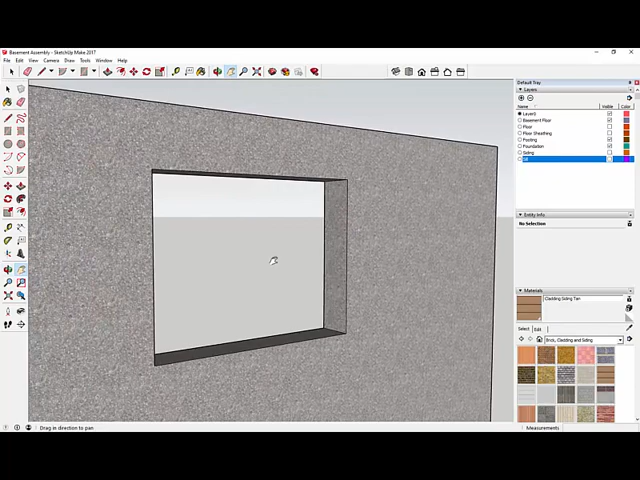 Basement Assembly - SketchUp Make 2017
File Edit View Camera Draw Tools Window Help
Default Tray
Layers
Name Visible Color
Layer0
Basement Floor
Floor
Floor Sheathing
Footing
Foundation
Siding
Sill
Entity Info
No Selection
Materials
Cladding Siding Tan
Select Edit
Brick, Cladding and Siding
Drag in direction to pan.
Measurements